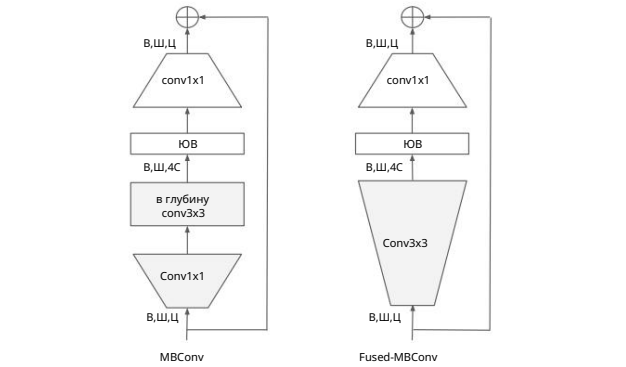 В,Ш,Ц
conv1x1
ЮВ
В,Ш,4С
в глубину
conv3x3
Conv1x1
В,Ш,Ц
MBConv
В,Ш,Ц
conv1x1
ЮВ
В,Ш,4С
Conv3x3
В,Ш,Ц
Fused-MBConv